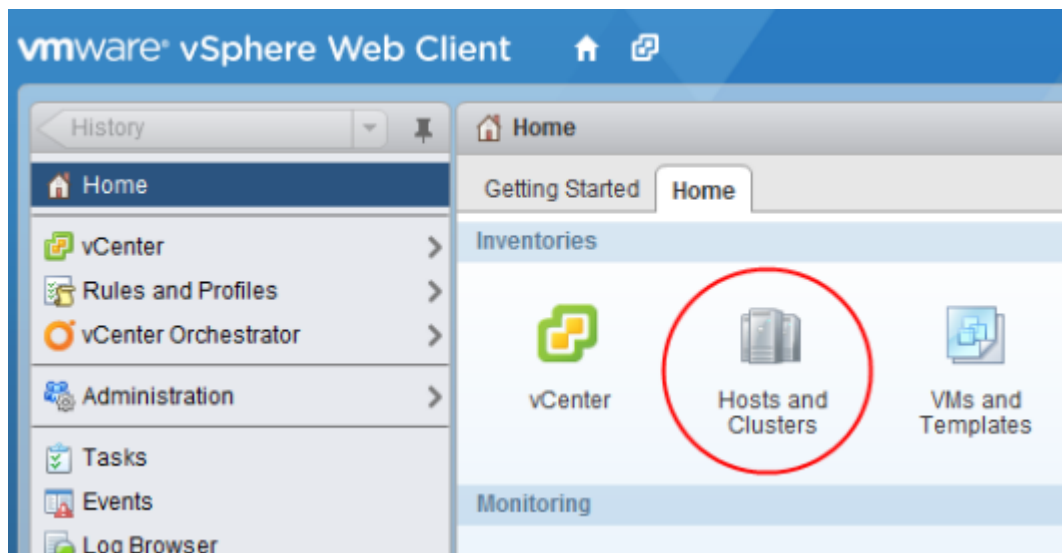 vmware® vSphere Web Client
History
Home
Home
Getting Started Home
vCenter
Rules and Profiles
vCenter Orchestrator
Administration
Tasks
Events
Log Browser
Inventories
vCenter
Hosts and
Clusters
VMs and
Templates
Monitoring